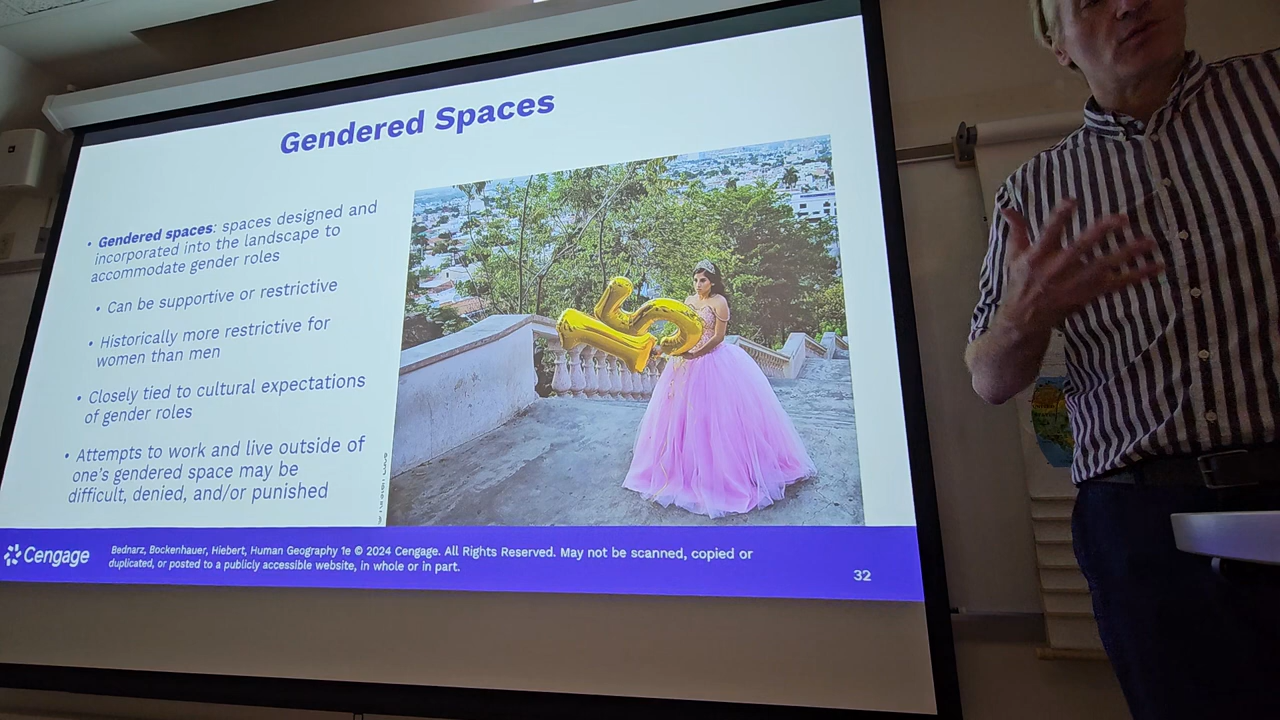 Gendered Spaces
• Gendered spaces: spaces designed and
incorporated into the landscape to
accommodate gender roles
• Can be supportive or restrictive
• Historically more restrictive for
women than men
• Closely tied to cultural expectations
of gender roles
• Attempts to work and live outside of
one's gendered space may be
difficult, denied, and/or punished
15
Cengage
Bednarz, Bockenhauer, Hiebert, Human Geography 1e © 2024 Cengage. All Rights Reserved. May not be scanned, copied or
duplicated, or posted to a publicly accessible website, in whole or in part.
32